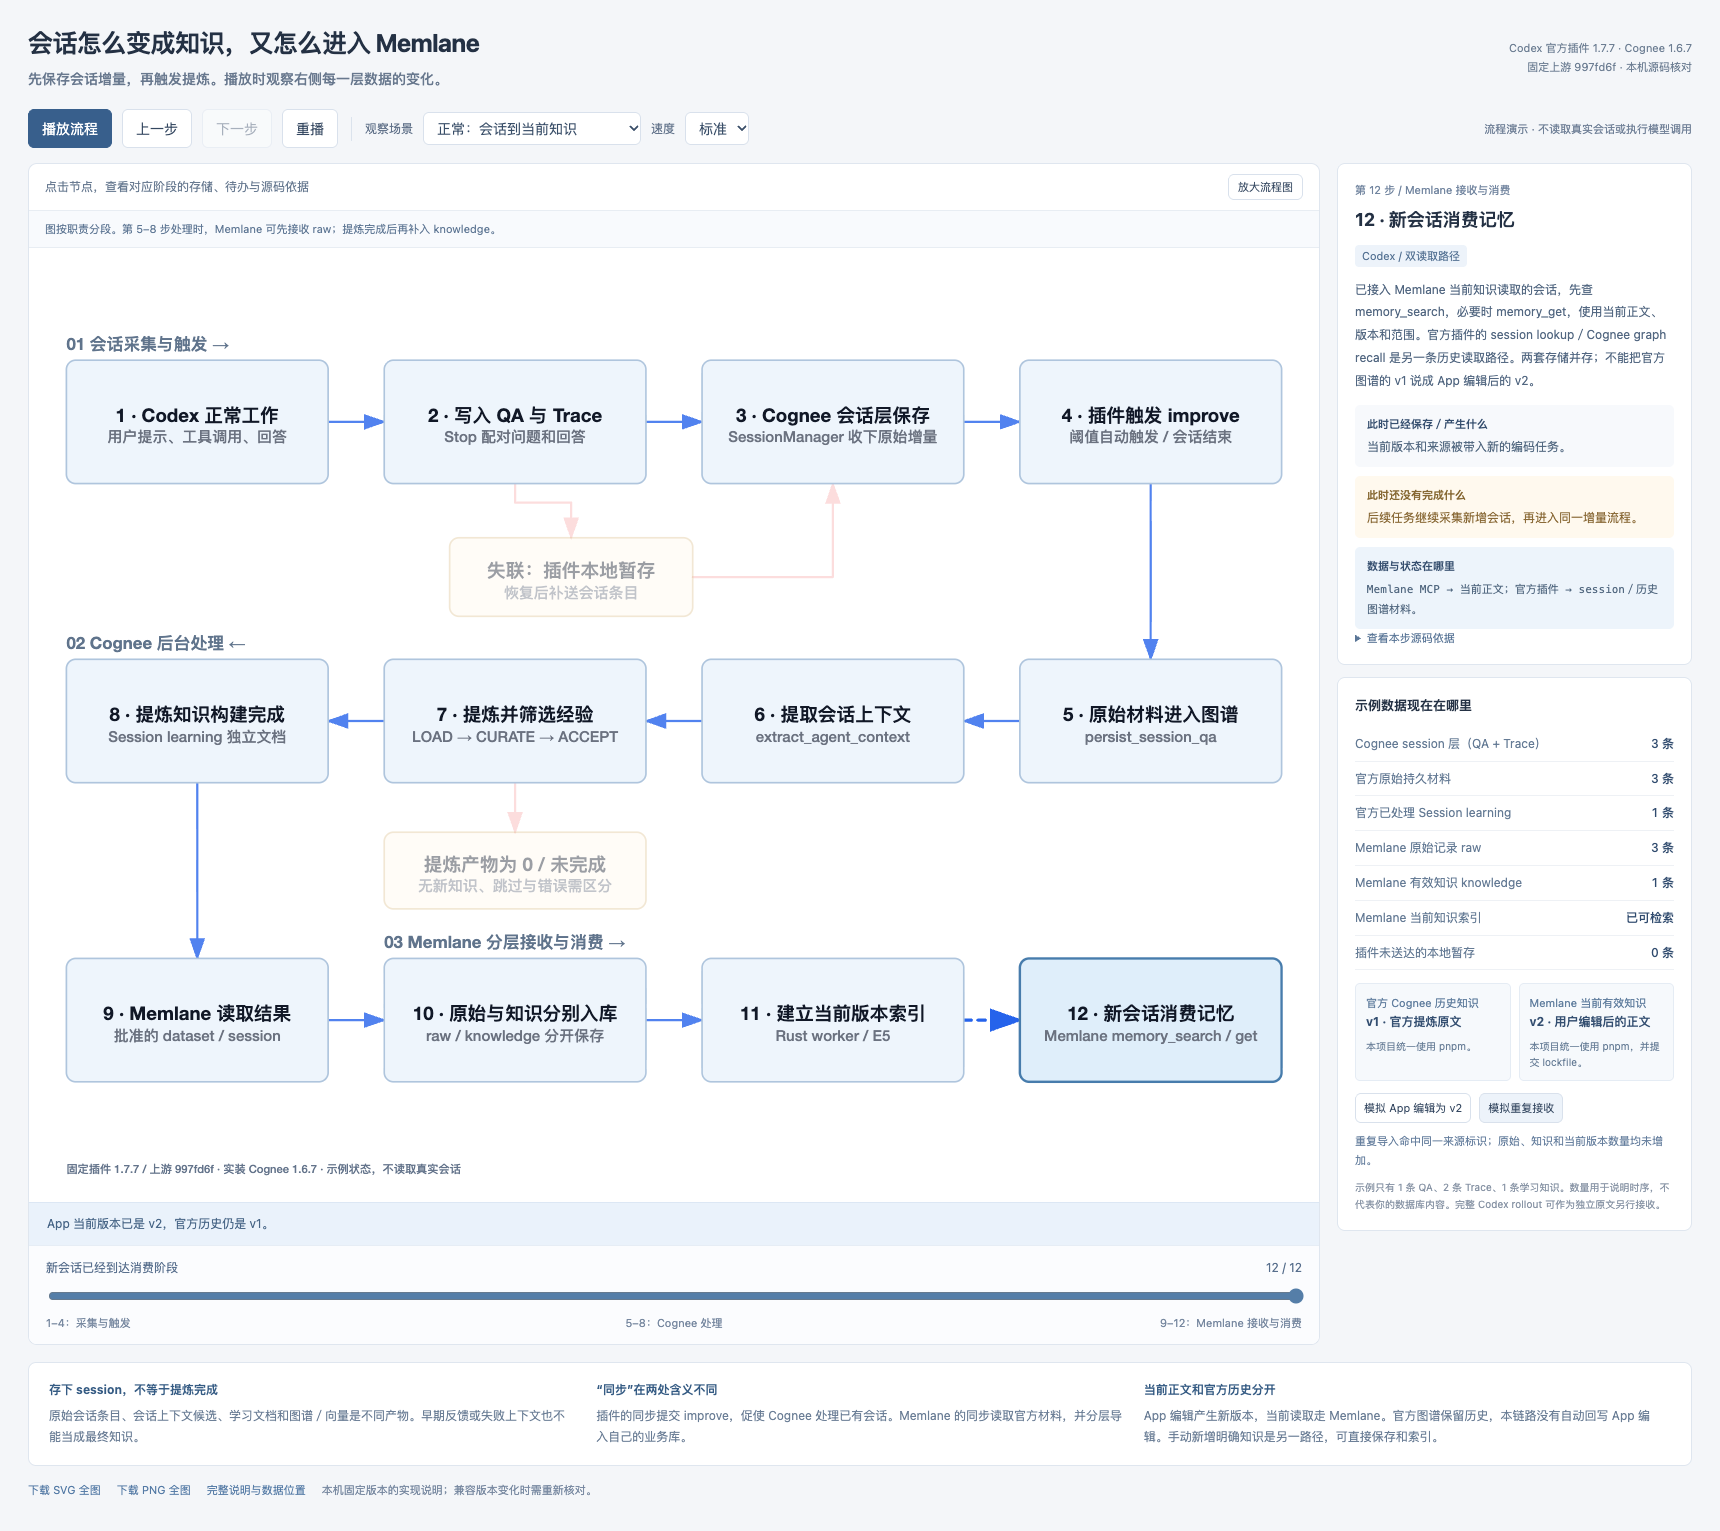 会话怎么变成知识，又怎么进入 Memlane
先保存会话增量，再触发提炼。播放时观察右侧每一层数据的变化。
Codex 官方插件 1.7.7 · Cognee 1.6.7
固定上游 997fd6f · 本机源码核对
播放流程
上一步
下一步
重播
观察场景
正常：会话到当前知识
速度
标准
流程演示 · 不读取真实会话或执行模型调用
点击节点，查看对应阶段的存储、待办与源码依据
放大流程图
图按职责分段。第 5–8 步处理时，Memlane 可先接收 raw；提炼完成后再补入 knowledge。
01 会话采集与触发 →
1 · Codex 正常工作
用户提示、工具调用、回答
2 · 写入 QA 与 Trace
Stop 配对问题和回答
3 · Cognee 会话层保存
SessionManager 收下原始增量
4 · 插件触发 improve
阈值自动触发 / 会话结束
失联：插件本地暂存
恢复后补送会话条目
02 Cognee 后台处理 ←
8 · 提炼知识构建完成
Session learning 独立文档
7 · 提炼并筛选经验
LOAD → CURATE → ACCEPT
6 · 提取会话上下文
extract_agent_context
5 · 原始材料进入图谱
persist_session_qa
提炼产物为 0 / 未完成
无新知识、跳过与错误需区分
03 Memlane 分层接收与消费 →
9 · Memlane 读取结果
批准的 dataset / session
10 · 原始与知识分别入库
raw / knowledge 分开保存
11 · 建立当前版本索引
Rust worker / E5
12 · 新会话消费记忆
Memlane memory_search / get
固定插件 1.7.7 / 上游 997fd6f · 实装 Cognee 1.6.7 · 示例状态，不读取真实会话
App 当前版本已是 v2，官方历史仍是 v1。
新会话已经到达消费阶段
12 / 12
1–4：采集与触发
5–8：Cognee 处理
9–12：Memlane 接收与消费
第 12 步 / Memlane 接收与消费
12 · 新会话消费记忆
Codex / 双读取路径
已接入 Memlane 当前知识读取的会话，先查
memory_search，必要时 memory_get，使用当前正文、
版本和范围。官方插件的 session lookup / Cognee graph
recall 是另一条历史读取路径。两套存储并存；不能把官方
图谱的 v1 说成 App 编辑后的 v2。
此时已经保存 / 产生什么
当前版本和来源被带入新的编码任务。
此时还没有完成什么
后续任务继续采集新增会话，再进入同一增量流程。
数据与状态在哪里
Memlane MCP → 当前正文；官方插件 → session / 历史
图谱材料。
查看本步源码依据
示例数据现在在哪里
Cognee session 层（QA + Trace）
3 条
官方原始持久材料
3 条
官方已处理 Session learning
1 条
Memlane 原始记录 raw
3 条
Memlane 有效知识 knowledge
1 条
Memlane 当前知识索引
已可检索
插件未送达的本地暂存
0 条
官方 Cognee 历史知识
v1 · 官方提炼原文
本项目统一使用 pnpm。
Memlane 当前有效知识
v2 · 用户编辑后的正文
本项目统一使用 pnpm，并提
交 lockfile。
模拟 App 编辑为 v2
模拟重复接收
重复导入命中同一来源标识；原始、知识和当前版本数量均未增
加。
示例只有 1 条 QA、2 条 Trace、1 条学习知识。数量用于说明时序，不
代表你的数据库内容。完整 Codex rollout 可作为独立原文另行接收。
存下 session，不等于提炼完成
原始会话条目、会话上下文候选、学习文档和图谱 / 向量是不同产物。早期反馈或失败上下文也不
能当成最终知识。
“同步”在两处含义不同
插件的同步提交 improve，促使 Cognee 处理已有会话。Memlane 的同步读取官方材料，并分层导
入自己的业务库。
当前正文和官方历史分开
App 编辑产生新版本，当前读取走 Memlane。官方图谱保留历史，本链路没有自动回写 App 编
辑。手动新增明确知识是另一路径，可直接保存和索引。
下载 SVG 全图
下载 PNG 全图
完整说明与数据位置
本机固定版本的实现说明；兼容版本变化时需重新核对。